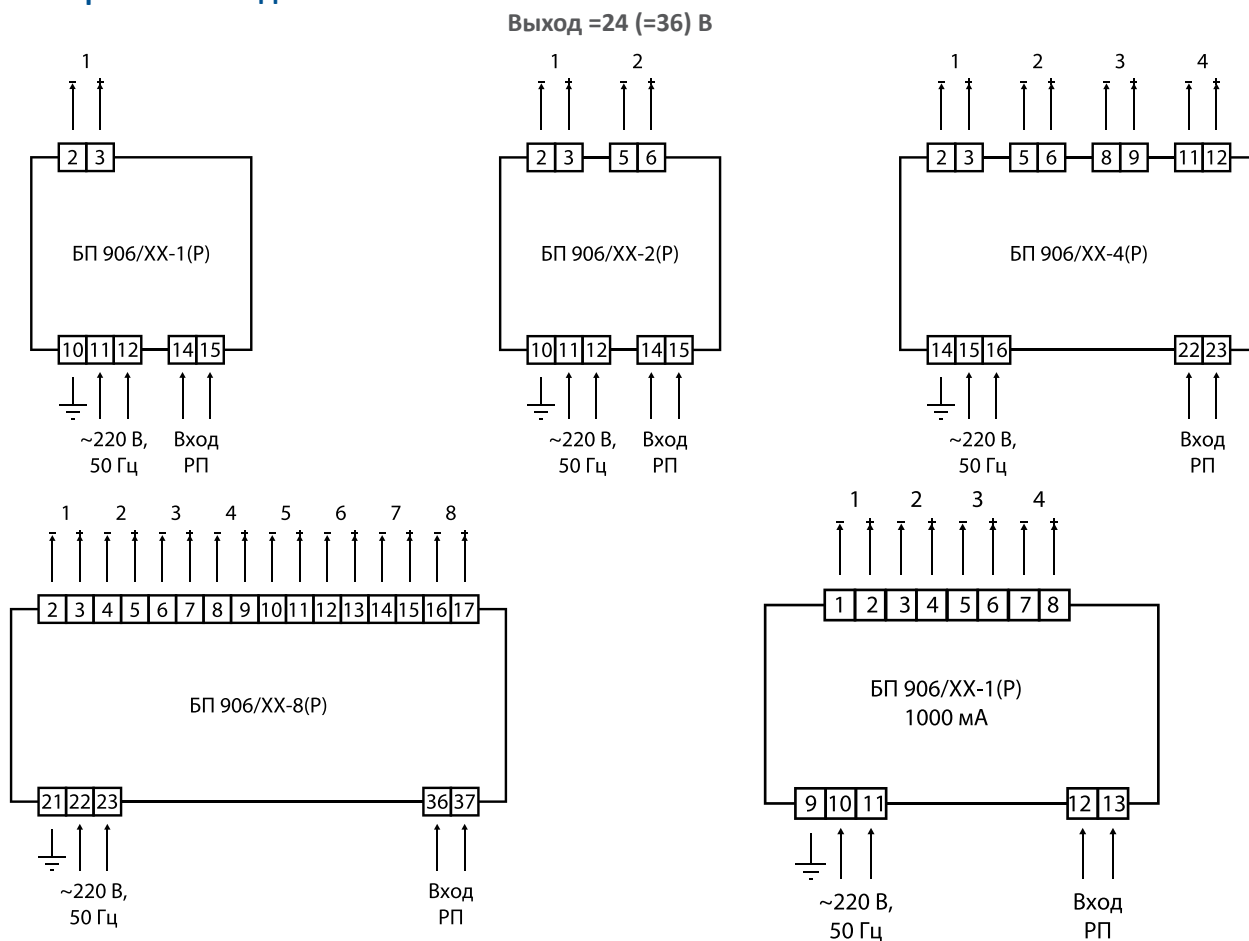 Выход =24 (=36) В
1
1 2
1 2 3 4
− + − + − + − + − + − + − +
2 3
2 3 5 6
2 3 5 6 8 9 11 12
БП 906/ХХ-1(Р)
БП 906/ХХ-2(Р)
БП 906/ХХ-4(Р)
10 11 12 14 15
10 11 12 14 15
14 15 16 22 23
~220 В,
50 Гц
Вход
РП
~220 В,
50 Гц
Вход
РП
~220 В,
50 Гц
Вход
РП
1 2 3 4 5 6 7 8
− + − + − + − + − + − + − + − +
2 3 4 5 6 7 8 9 10 11 12 13 14 15 16 17
БП 906/ХХ-8(Р)
21 22 23 36 37
~220 В,
50 Гц
Вход
РП
1 2 3 4
− + − + − + − +
1 2 3 4 5 6 7 8
БП 906/ХХ-1(Р)
1000 мА
9 10 11 12 13
~220 В,
50 Гц
Вход
РП